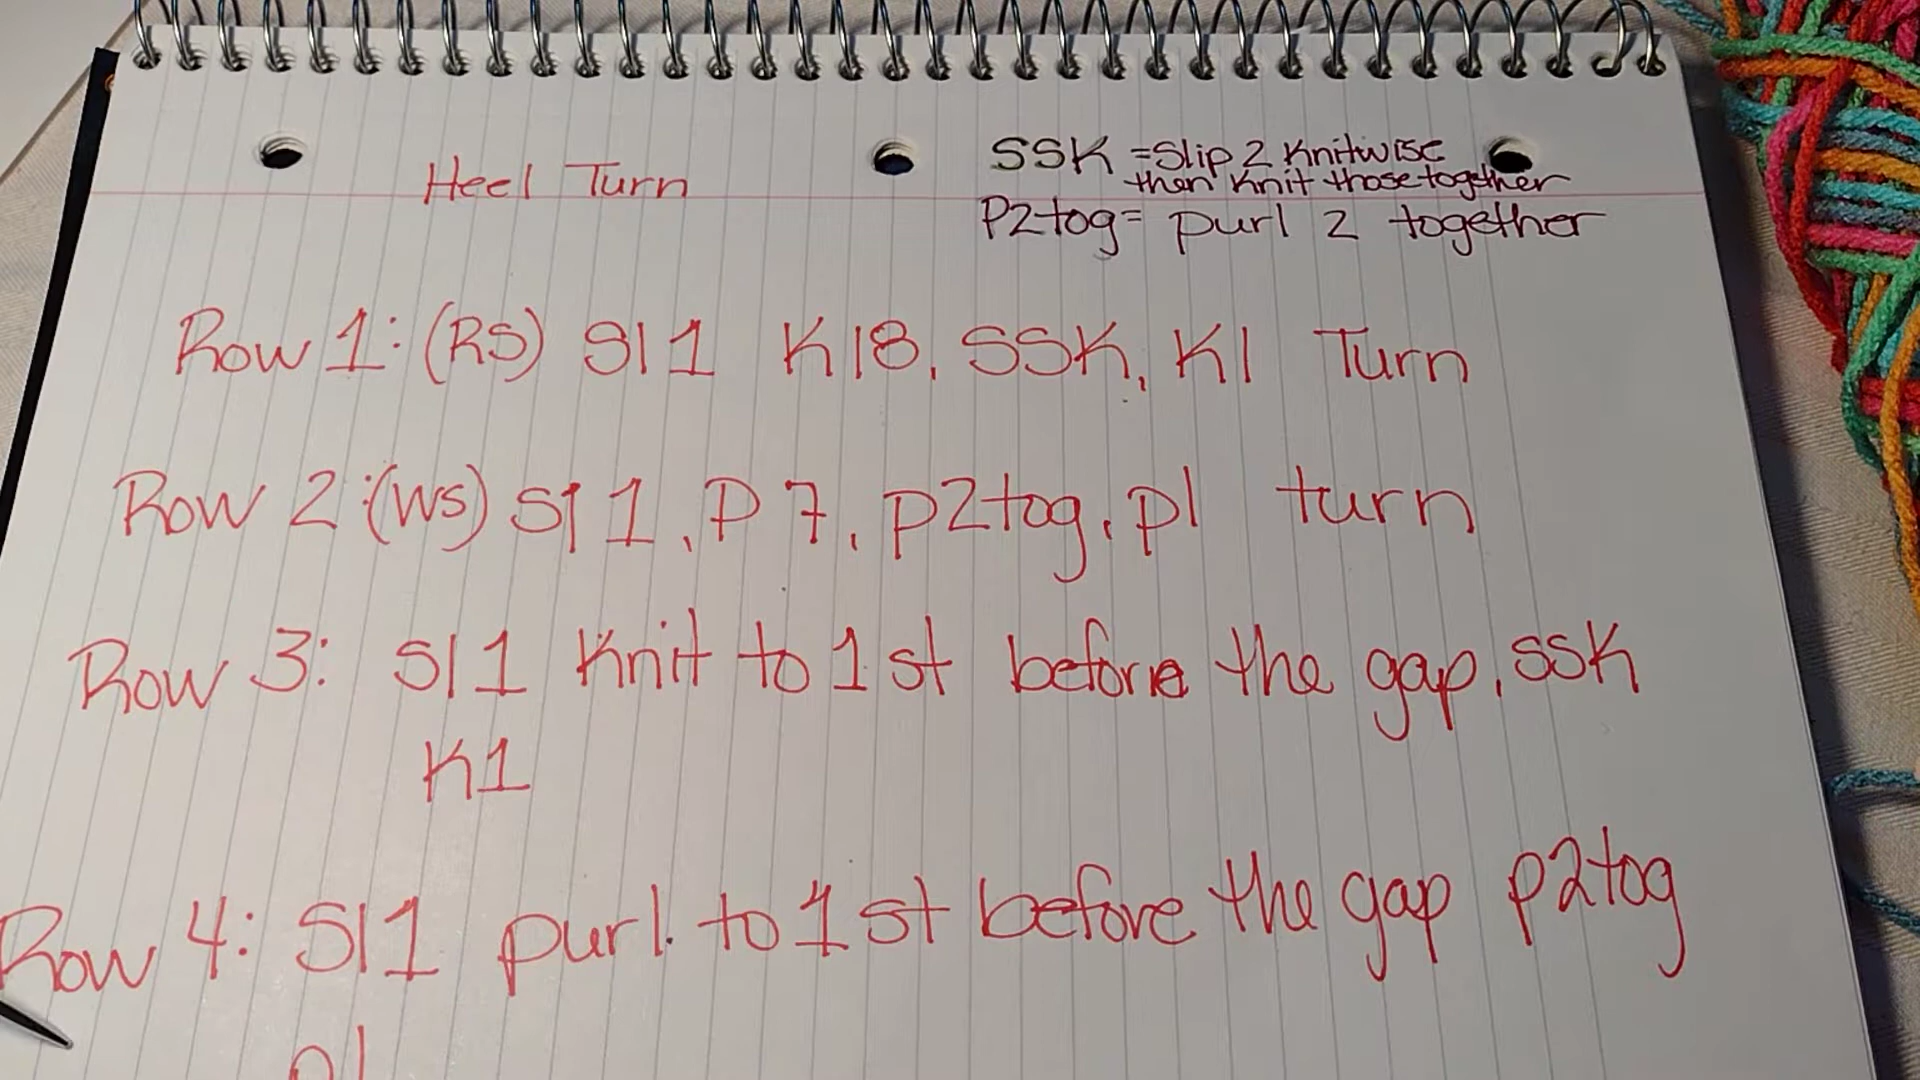 Heel Turn
SSK = Slip 2 Knitwise
then Knit those together
P2tog = purl 2 together
Row 1: (RS) Sl 1 K18, SSK, K1 Turn
Row 2: (WS) Sl 1, P7, p2tog, p1 turn
Row 3: Sl 1 Knit to 1 st before the gap, SSK
K1
Row 4: Sl 1 purl to 1 st before the gap p2tog
p1